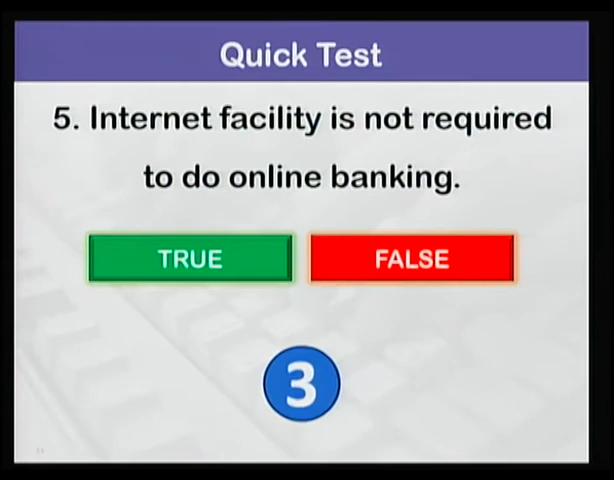 Quick Test
5. Internet facility is not required
to do online banking.
TRUE
FALSE
3